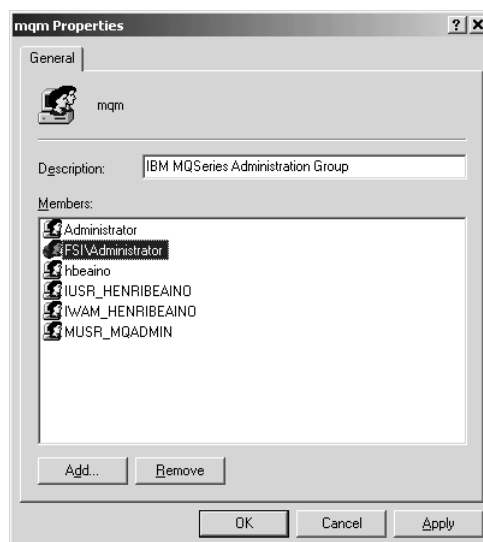 mqm Properties
? X
General
mqm
Description: IBM MQSeries Administration Group
Members:
Administrator
FSI\Administrator
hbeaino
IUSR_HENRIBEAINO
IWAM_HENRIBEAINO
MUSR_MQADMIN
Add... Remove
OK Cancel Apply